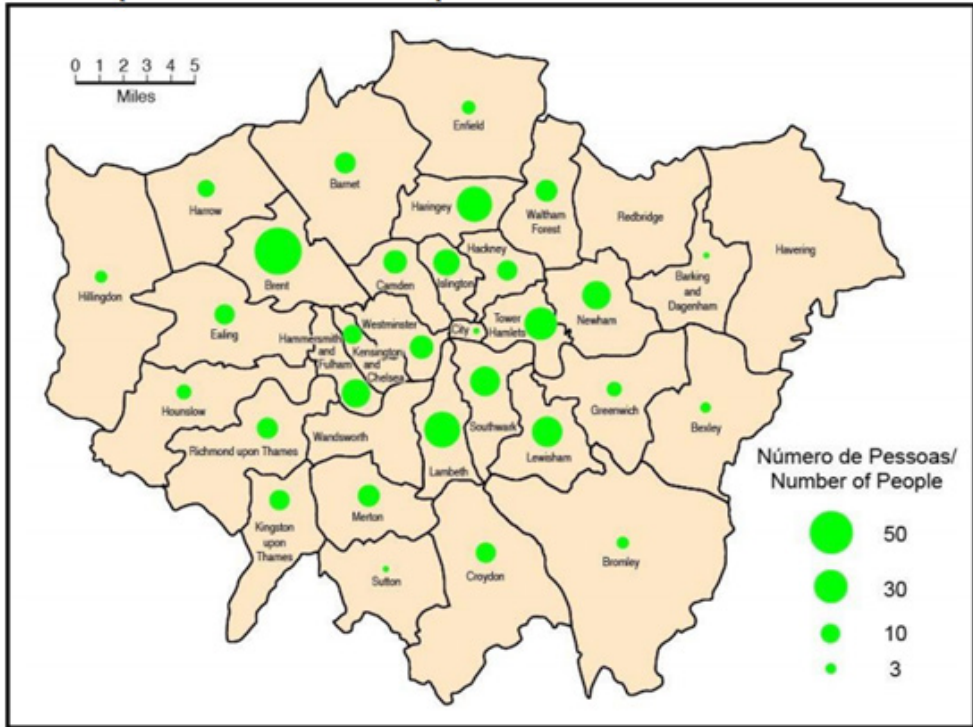 0 1 2 3 4 5
Miles
Enfield
Barnet
Harrow
Haringey
Waltham
Forest
Redbridge
Havering
Hackney
Brent
Camden
Islington
Hillingdon
Barking
and
Dagenham
Newham
Ealing
Westminster
City
Tower
Hamlets
Hammersmith
and
Fulham
Kensington
and
Chelsea
Hounslow
Greenwich
Bexley
Richmond upon Thames
Wandsworth
Southwark
Lewisham
Lambeth
Kingston
upon
Thames
Merton
Sutton
Croydon
Bromley
Número de Pessoas/
Number of People
50
30
10
3